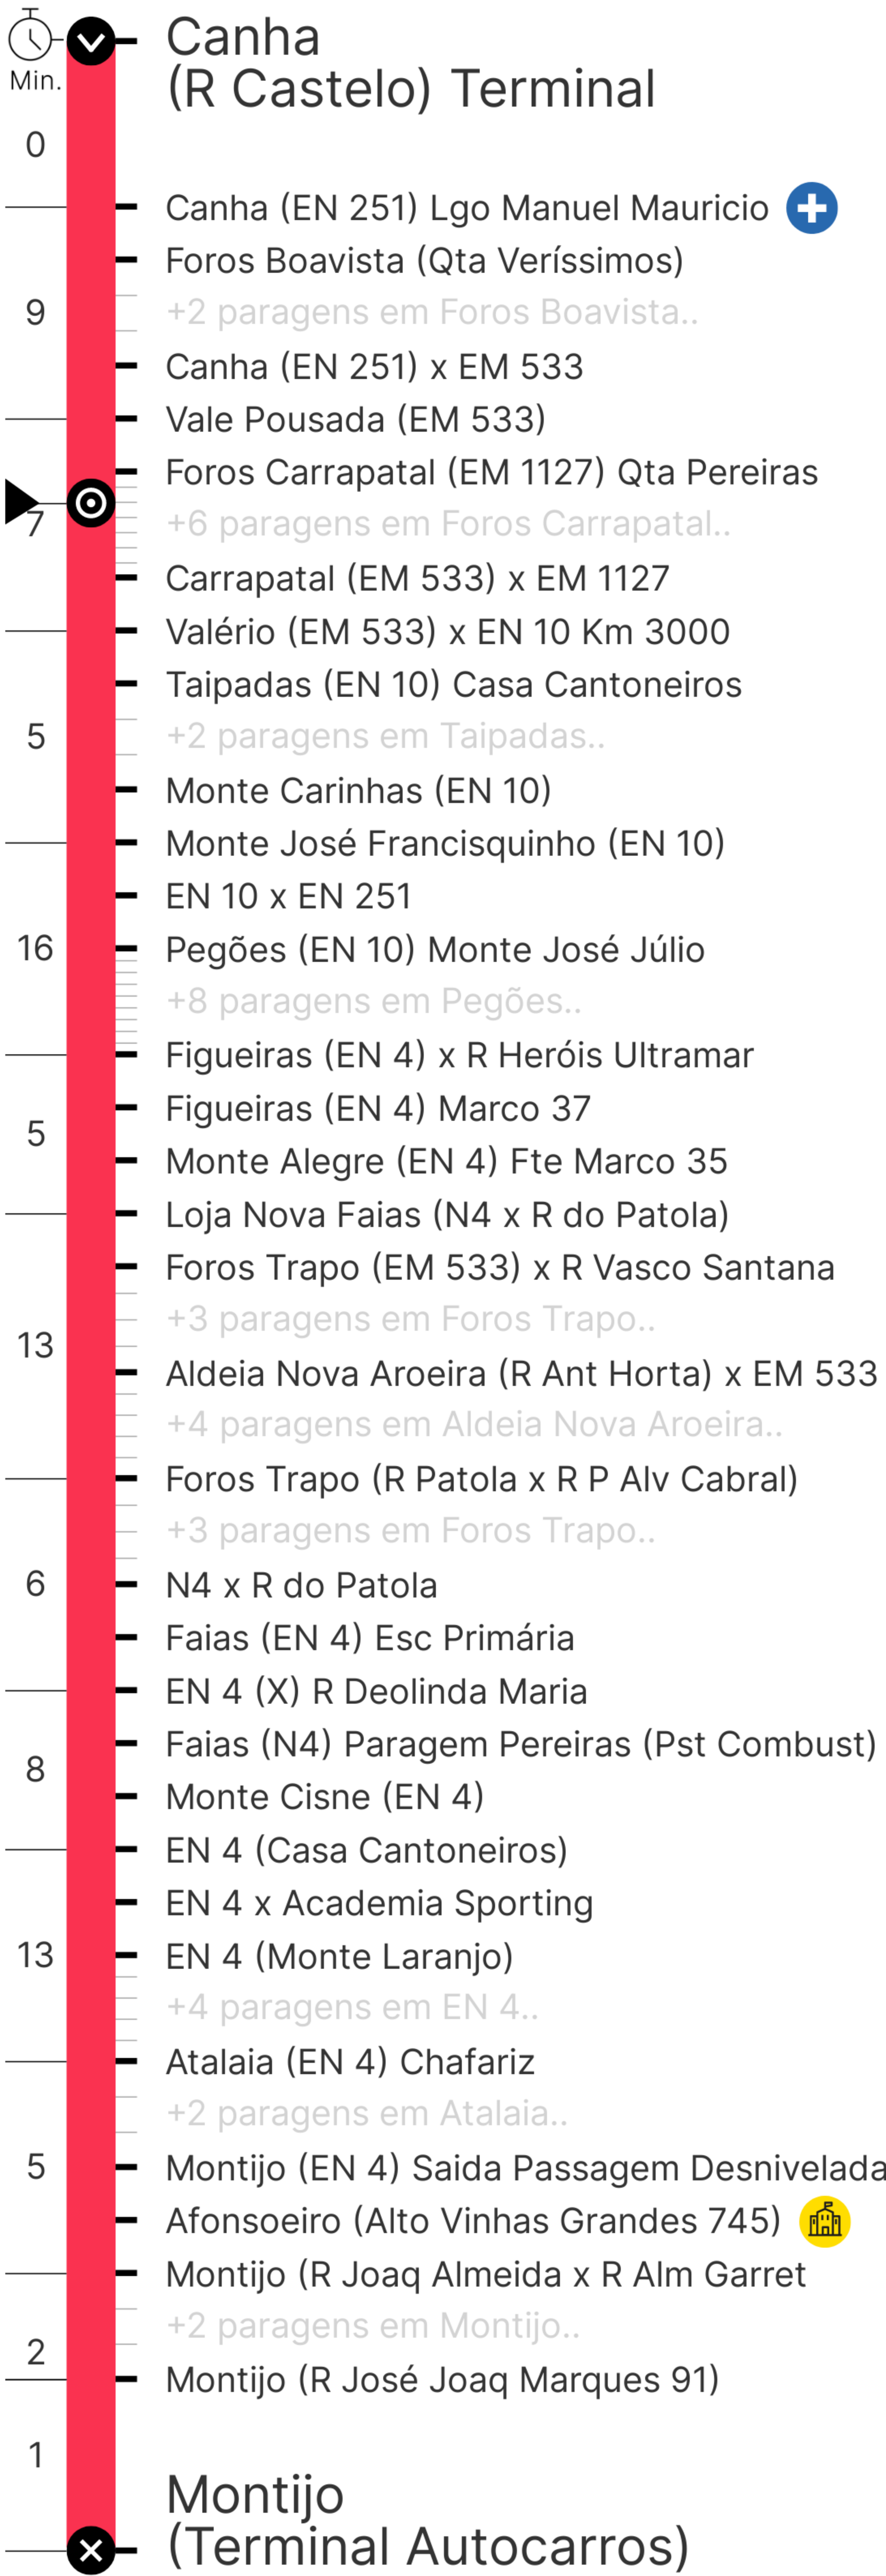 Min.
Canha
(R Castelo) Terminal
0
Canha (EN 251) Lgo Manuel Mauricio
Foros Boavista (Qta Veríssimos)
9
+2 paragens em Foros Boavista..
Canha (EN 251) x EM 533
Vale Pousada (EM 533)
Foros Carrapatal (EM 1127) Qta Pereiras
7
+6 paragens em Foros Carrapatal..
Carrapatal (EM 533) x EM 1127
Valério (EM 533) x EN 10 Km 3000
Taipadas (EN 10) Casa Cantoneiros
5
+2 paragens em Taipadas..
Monte Carinhas (EN 10)
Monte José Francisquinho (EN 10)
EN 10 x EN 251
16
Pegões (EN 10) Monte José Júlio
+8 paragens em Pegões..
Figueiras (EN 4) x R Heróis Ultramar
Figueiras (EN 4) Marco 37
5
Monte Alegre (EN 4) Fte Marco 35
Loja Nova Faias (N4 x R do Patola)
Foros Trapo (EM 533) x R Vasco Santana
+3 paragens em Foros Trapo..
13
Aldeia Nova Aroeira (R Ant Horta) x EM 533
+4 paragens em Aldeia Nova Aroeira..
Foros Trapo (R Patola x R P Alv Cabral)
+3 paragens em Foros Trapo..
6
N4 x R do Patola
Faias (EN 4) Esc Primária
EN 4 (X) R Deolinda Maria
Faias (N4) Paragem Pereiras (Pst Combust)
8
Monte Cisne (EN 4)
EN 4 (Casa Cantoneiros)
EN 4 x Academia Sporting
13
EN 4 (Monte Laranjo)
+4 paragens em EN 4..
Atalaia (EN 4) Chafariz
+2 paragens em Atalaia..
5
Montijo (EN 4) Saida Passagem Desnivelada
Afonsoeiro (Alto Vinhas Grandes 745)
Montijo (R Joaq Almeida x R Alm Garret
+2 paragens em Montijo..
2
Montijo (R José Joaq Marques 91)
1
Montijo
(Terminal Autocarros)